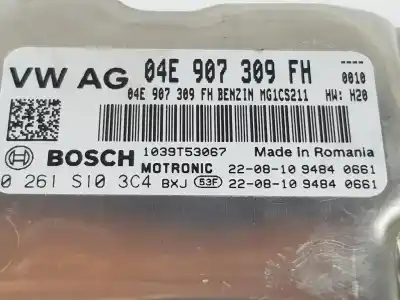 VW AG 04E 907 309 FH ----
0010
04E 907 309 FH BENZIN MG1CS211 HW: H20
BOSCH 1039T53067 Made in Romania
MOTRONIC 22-08-10 9484 0661
0 261 S10 3C4 BXJ 53F 22-08-10 9484 0661